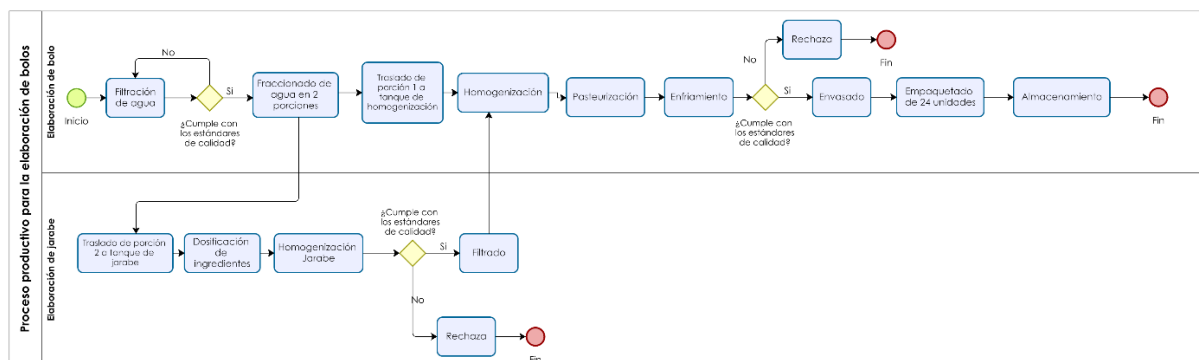 Proceso productivo para la elaboración de bolos
Elaboración de bolo
Inicio
Filtración
de agua
No
Si
¿Cumple con
los estándares
de calidad?
Fraccionado de
agua en 2
porciones
Traslado de
porción 1 a
tanque de
homogenización
Homogenización
Pasteurización
Enfriamiento
¿Cumple con
los estándares
de calidad?
No
Rechaza
Fin
Si
Envasado
Empaquetado
de 24 unidades
Almacenamiento
Fin
Elaboración de jarabe
Traslado de porción
2 a tanque de
jarabe
Dosificación
de
ingredientes
Homogenización
Jarabe
¿Cumple con
los estándares
de calidad?
Si
Filtrado
No
Rechaza
Fin